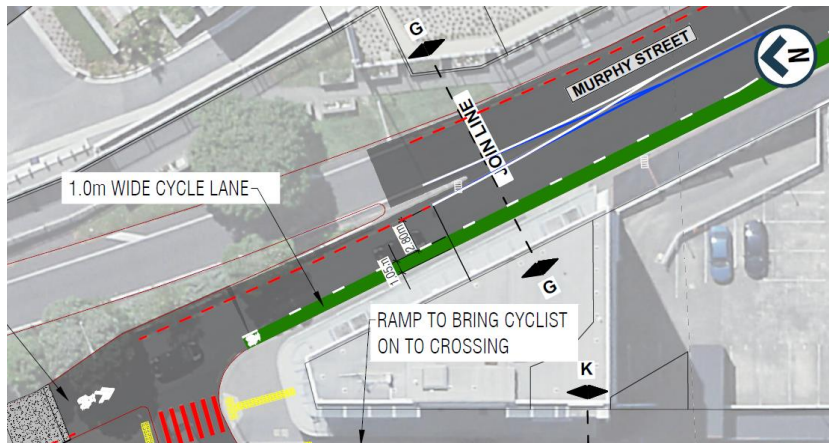 G
N
MURPHY STREET
JOIN LINE
1.0m WIDE CYCLE LANE
2.80m
1.05m
G
RAMP TO BRING CYCLIST
ON TO CROSSING
K